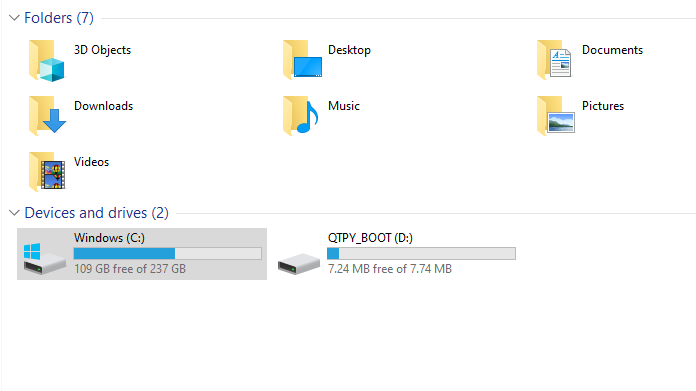 Folders (7)
3D Objects
Desktop
Documents
Downloads
Music
Pictures
Videos
Devices and drives (2)
Windows (C:)
109 GB free of 237 GB
QTPY_BOOT (D:)
7.24 MB free of 7.74 MB